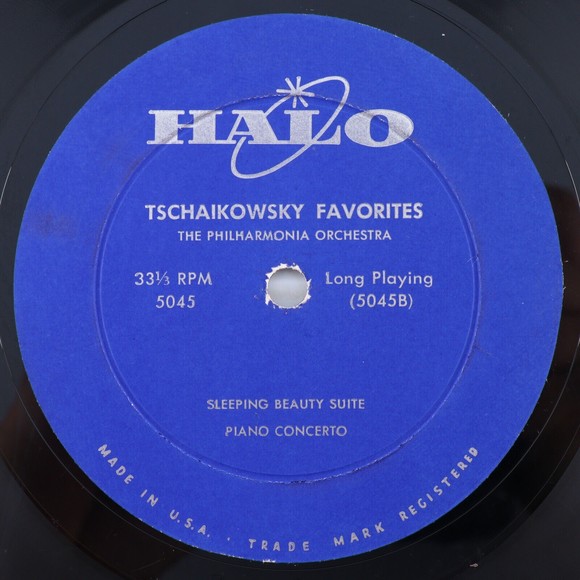 HALO
TSCHAIKOWSKY FAVORITES
THE PHILHARMONIA ORCHESTRA
33⅓ RPM
5045
Long Playing
(5045B)
SLEEPING BEAUTY SUITE
PIANO CONCERTO
MADE IN U.S.A. · TRADE MARK REGISTERED